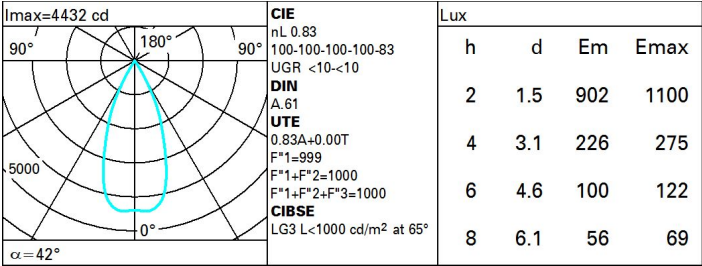 Imax=4432 cd
90°
180°
90°
5000
0°
α=42°
CIE
nL 0.83
100-100-100-100-83
UGR <10-<10
DIN
A.61
UTE
0.83A+0.00T
F"1=999
F"1+F"2=1000
F"1+F"2+F"3=1000
CIBSE
LG3 L<1000 cd/m² at 65°
Lux
h d Em Emax
2 1.5 902 1100
4 3.1 226 275
6 4.6 100 122
8 6.1 56 69